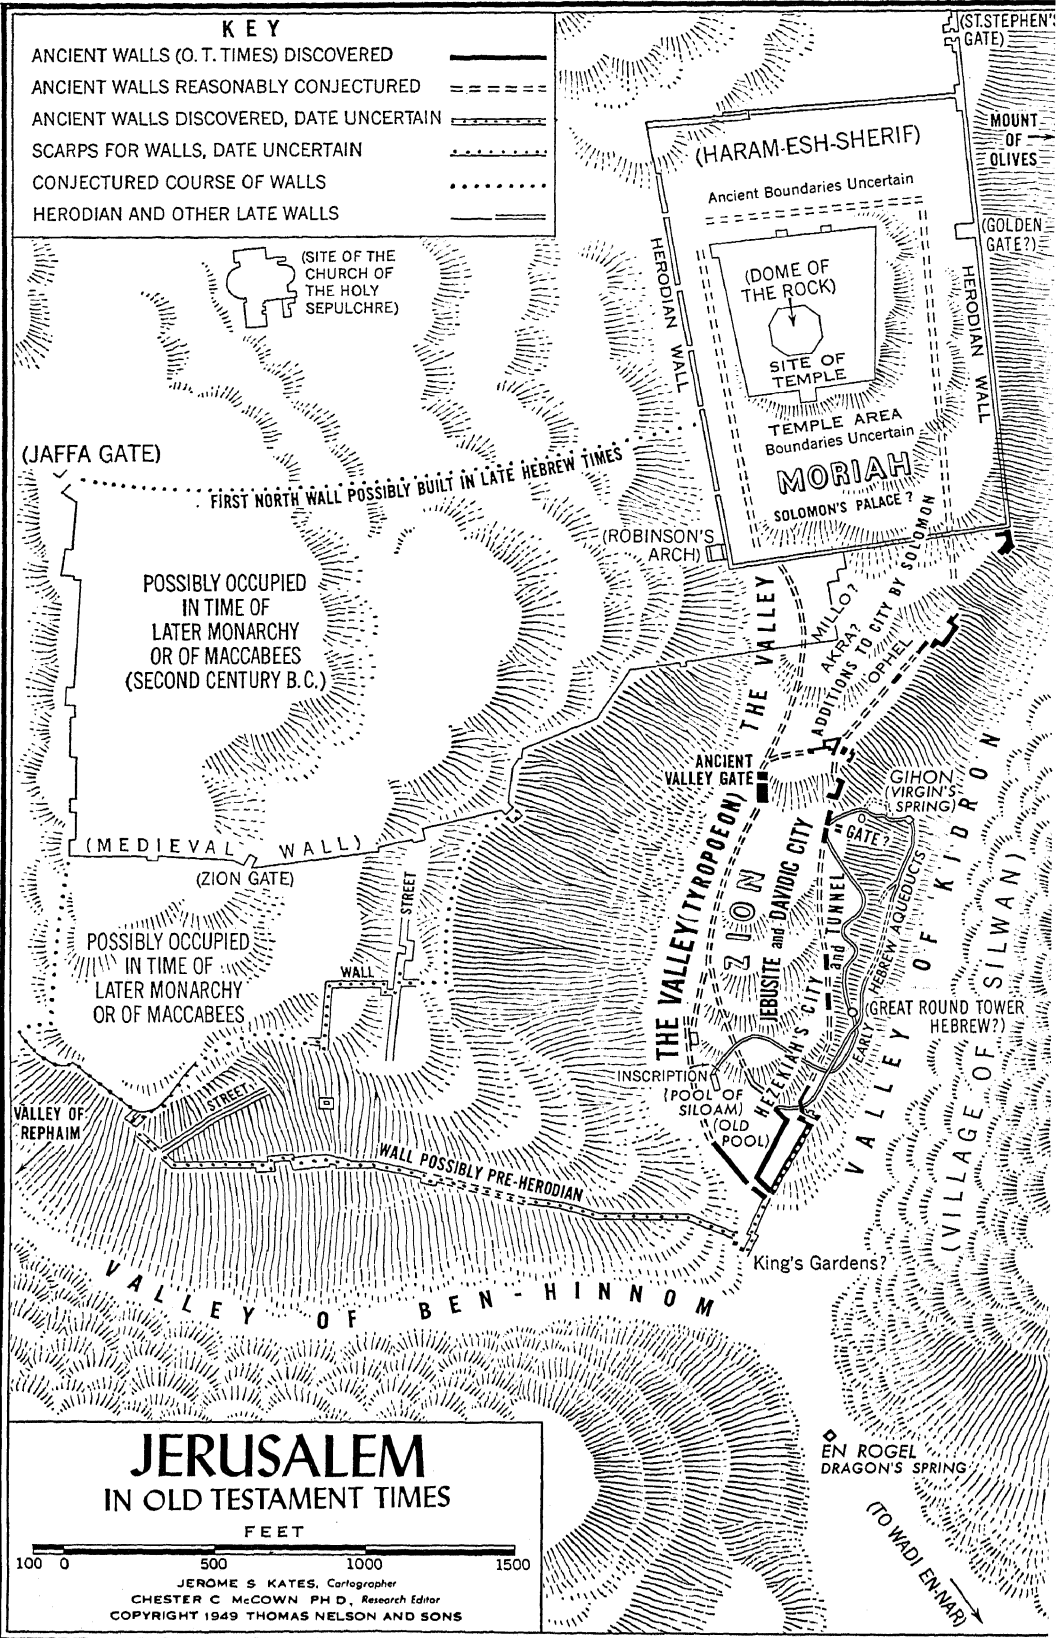 KEY
ANCIENT WALLS (O. T. TIMES) DISCOVERED
ANCIENT WALLS REASONABLY CONJECTURED
ANCIENT WALLS DISCOVERED, DATE UNCERTAIN
SCARPS FOR WALLS, DATE UNCERTAIN
CONJECTURED COURSE OF WALLS
HERODIAN AND OTHER LATE WALLS
(ST. STEPHEN'S
GATE)
MOUNT
OF
OLIVES
(HARAM-ESH-SHERIF)
Ancient Boundaries Uncertain
(GOLDEN
GATE?)
HERODIAN WALL
HERODIAN WALL
(SITE OF THE
CHURCH OF
THE HOLY
SEPULCHRE)
(DOME OF
THE ROCK)
SITE OF
TEMPLE
TEMPLE AREA
Boundaries Uncertain
MORIAH
SOLOMON'S PALACE?
(JAFFA GATE)
FIRST NORTH WALL POSSIBLY BUILT IN LATE HEBREW TIMES
(ROBINSON'S
ARCH)
POSSIBLY OCCUPIED
IN TIME OF
LATER MONARCHY
OR OF MACCABEES
(SECOND CENTURY B.C.)
THE VALLEY
MILLO?
AKRA?
ADDITIONS TO CITY BY SOLOMON
OPHEL
ANCIENT
VALLEY GATE
GIHON
(VIRGIN'S
SPRING)
GATE?
(MEDIEVAL WALL)
(ZION GATE)
STREET
THE VALLEY (TYROPOEON)
ZION
JEBUSITE and DAVIDIC CITY
HEZEKIAH'S CITY and TUNNEL
EARLY HEBREW AQUEDUCTS
VALLEY OF KIDRON
(VILLAGE OF SILWAN)
POSSIBLY OCCUPIED
IN TIME OF
LATER MONARCHY
OR OF MACCABEES
WALL
(GREAT ROUND TOWER
HEBREW?)
INSCRIPTION
(POOL OF
SILOAM)
(OLD
POOL)
STREET
VALLEY OF
REPHAIM
WALL POSSIBLY PRE-HERODIAN
King's Gardens?
VALLEY OF BEN-HINNOM
EN ROGEL
DRAGON'S SPRING
(TO WADI EN-NAR)
JERUSALEM
IN OLD TESTAMENT TIMES
FEET
100 0 500 1000 1500
JEROME S KATES, Cartographer
CHESTER C McCOWN PH D, Research Editor
COPYRIGHT 1949 THOMAS NELSON AND SONS